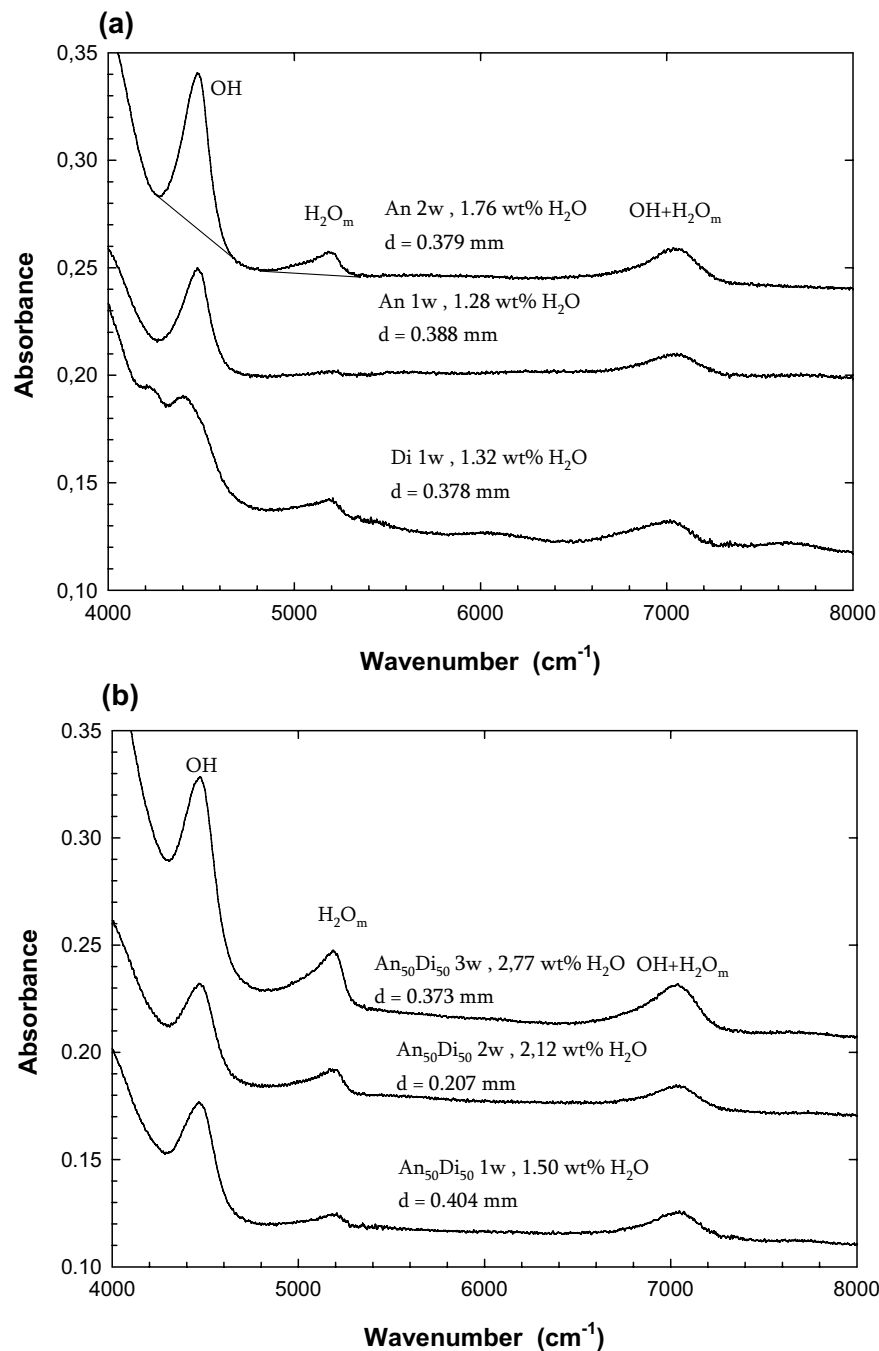 (a)
0,35
0,30
0,25
0,20
0,15
0,10
Absorbance
OH
H₂Oₘ
An 2w , 1.76 wt% H₂O
d = 0.379 mm
OH+H₂Oₘ
An 1w , 1.28 wt% H₂O
d = 0.388 mm
Di 1w , 1.32 wt% H₂O
d = 0.378 mm
4000 5000 6000 7000 8000
Wavenumber (cm⁻¹)
(b)
0.35
0.30
0.25
0.20
0.15
0.10
Absorbance
OH
H₂Oₘ
An₅₀Di₅₀ 3w , 2,77 wt% H₂O
d = 0.373 mm
OH+H₂Oₘ
An₅₀Di₅₀ 2w , 2,12 wt% H₂O
d = 0.207 mm
An₅₀Di₅₀ 1w , 1.50 wt% H₂O
d = 0.404 mm
4000 5000 6000 7000 8000
Wavenumber (cm⁻¹)